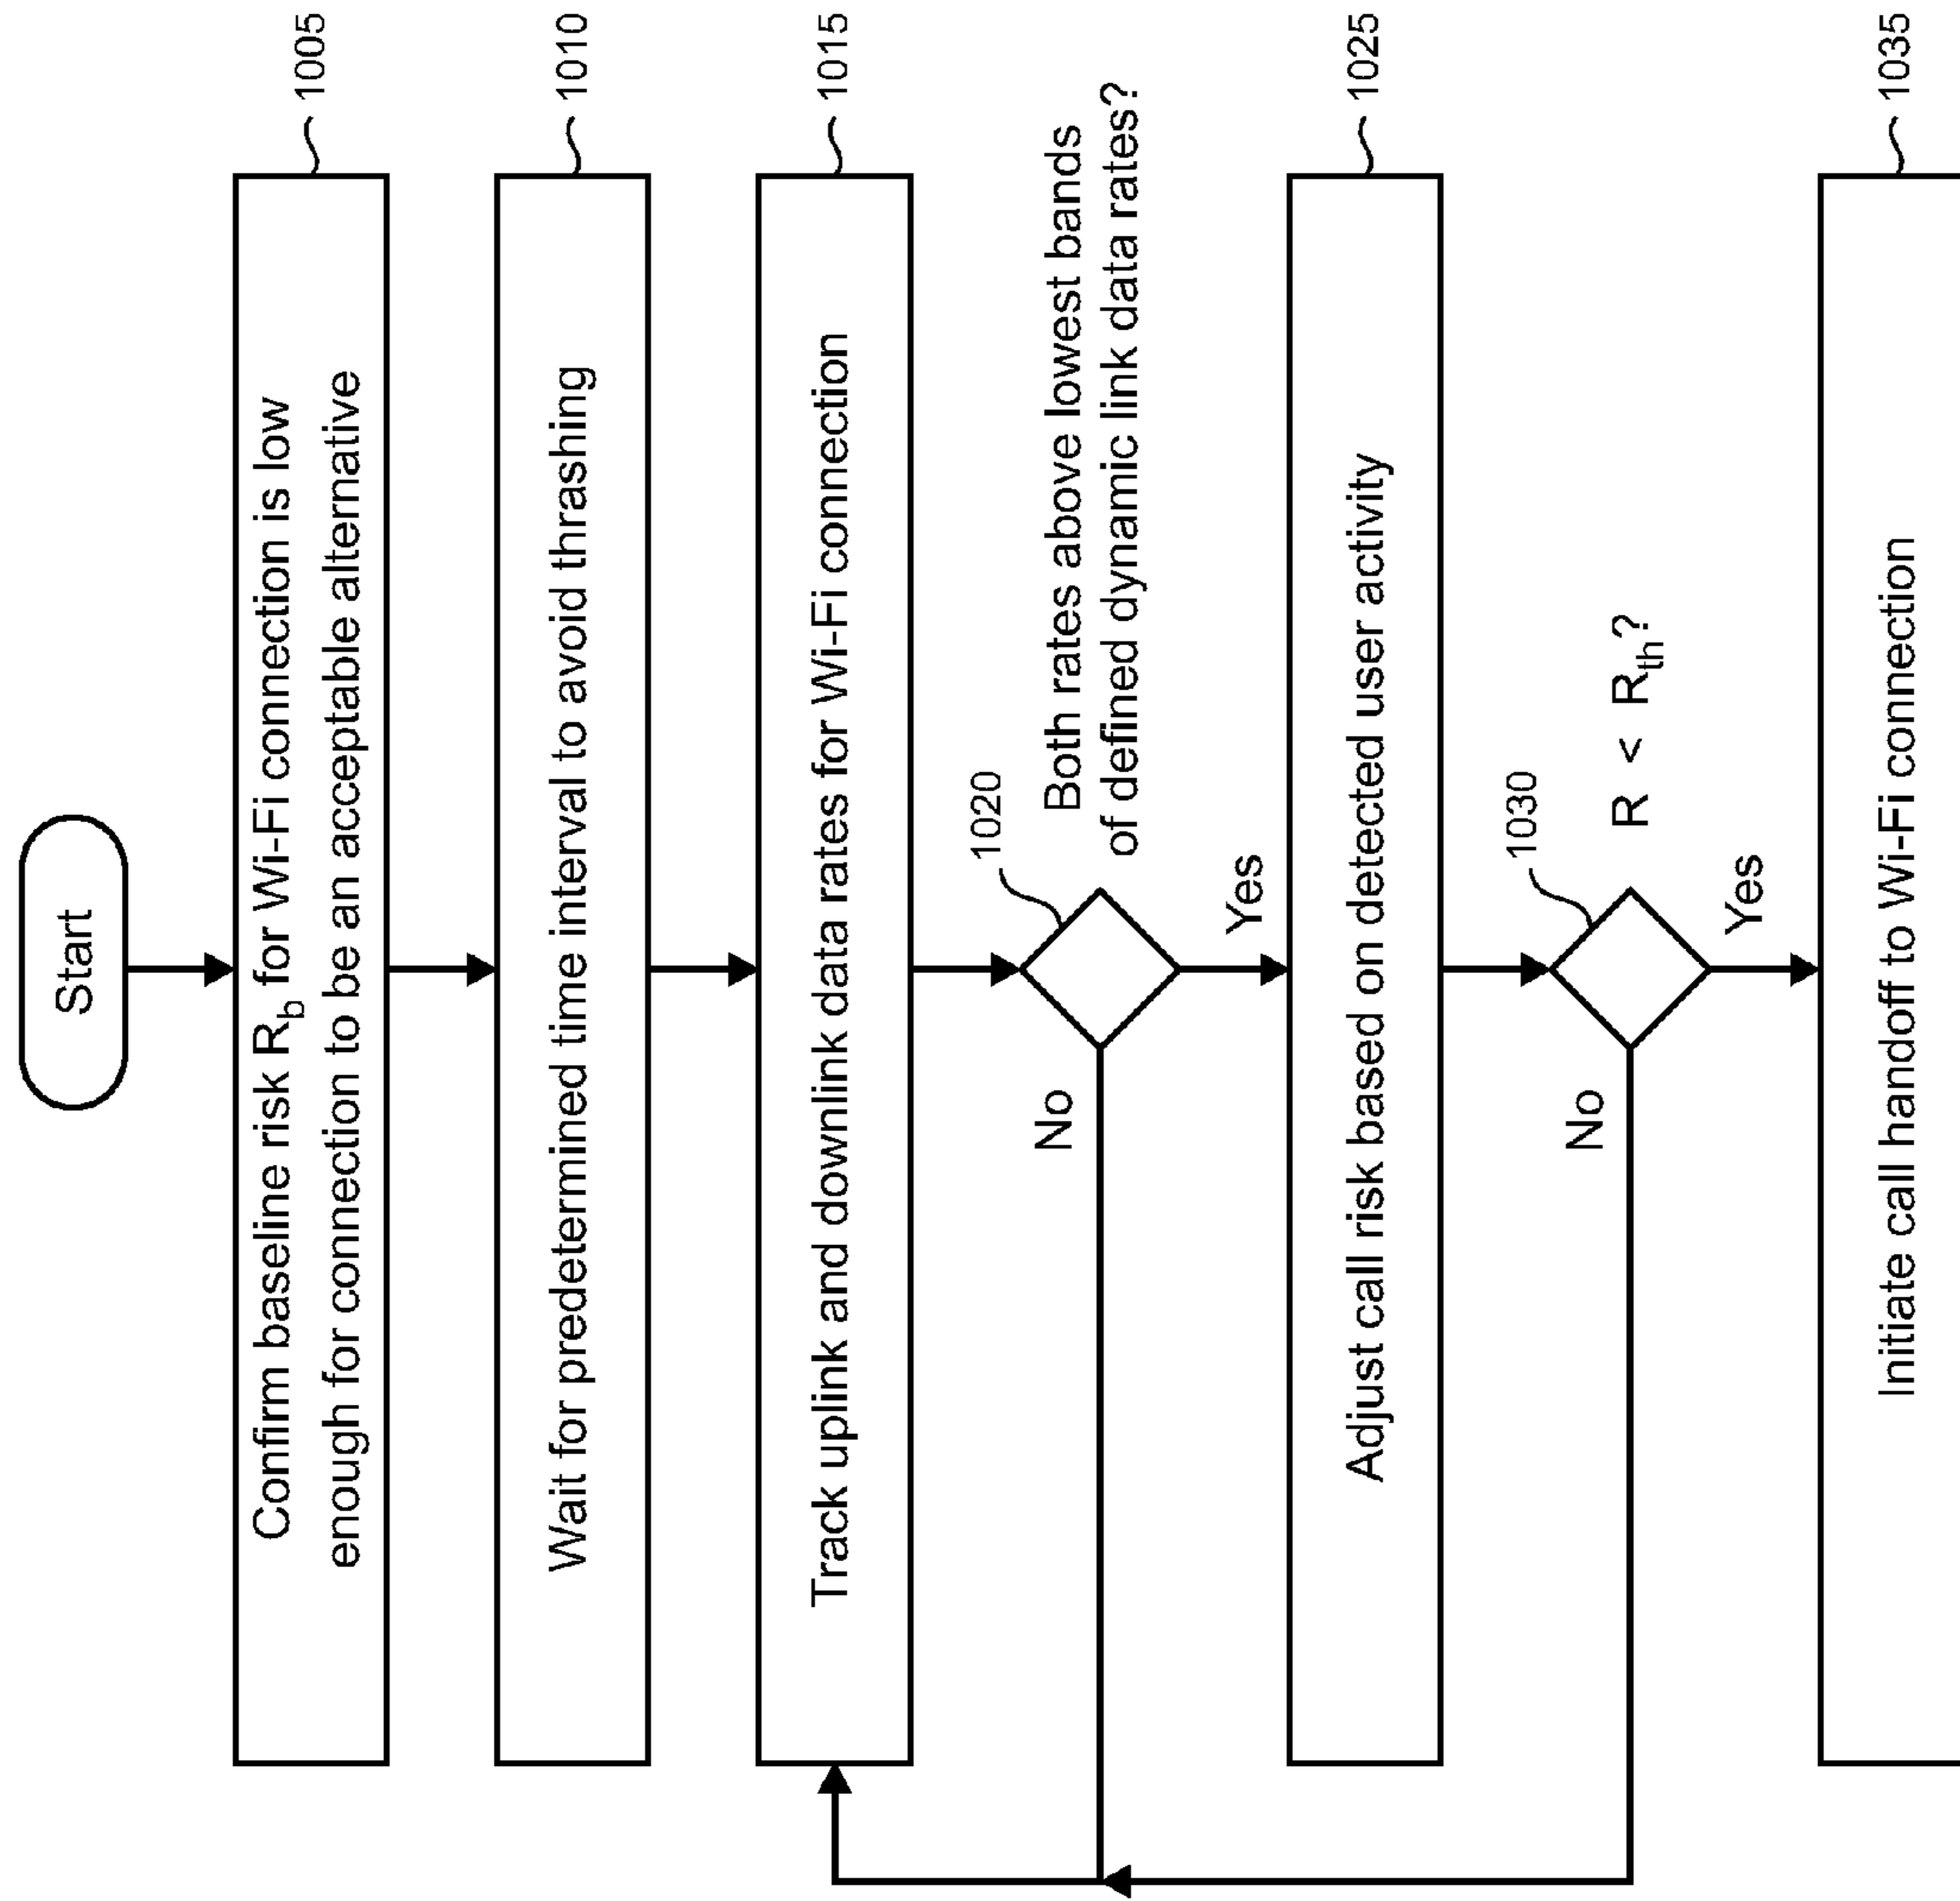 Start
1005
Confirm baseline risk Rb for Wi-Fi connection is low
enough for connection to be an acceptable alternative
1010
Wait for predetermined time interval to avoid thrashing
1015
Track uplink and downlink data rates for Wi-Fi connection
1020
Both rates above lowest bands
of defined dynamic link data rates?
No
Yes
1025
Adjust call risk based on detected user activity
1030
R < Rth?
No
Yes
1035
Initiate call handoff to Wi-Fi connection